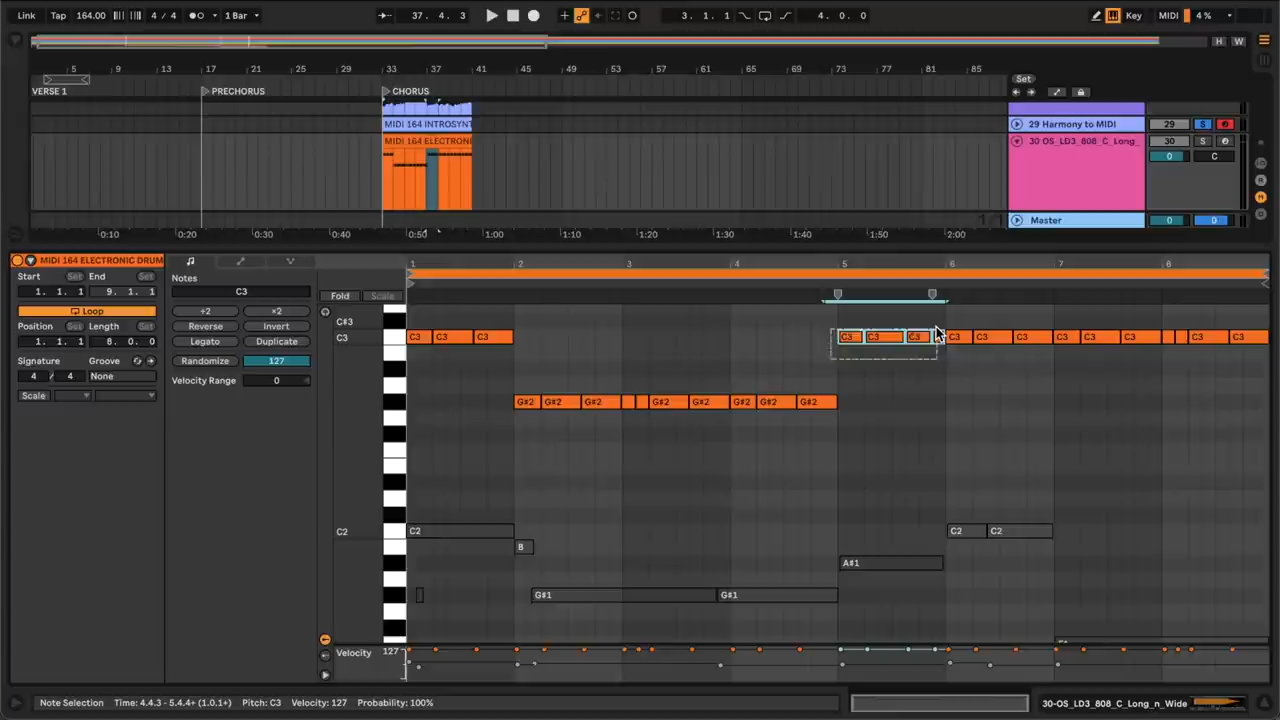 Link Tap 164.00 4 / 4 1 Bar 37. 4. 3 3. 1. 1 4. 0. 0 Key MIDI 4 %
H W
5 9 13 17 21 25 29 33 37 41 45 49 53 57 61 65 69 73 77 81 85
Set
VERSE 1 PRECHORUS CHORUS
MIDI 164 INTROSYNT 29 Harmony to MIDI 29 S
MIDI 164 ELECTRONI 30 OS_LD3_808_C_Long_ 30 S
0 C
1/1
Master 0 0
0:10 0:20 0:30 0:40 0:50 1:00 1:10 1:20 1:30 1:40 1:50 2:00
MIDI 164 ELECTRONIC DRUM
Start Set End Set
1. 1. 1 9. 1. 1
Loop
Position Set Length Set
1. 1. 1 8. 0. 0
Signature Groove
4 / 4 None
Scale
Notes
C3
÷2 ×2
Reverse Invert
Legato Duplicate
Randomize 127
Velocity Range 0
1 2 3 4 5 6 7 8
Fold Scale
C#3
C3 C3 C3 C3 C3 C3 C3 C3 C3 C3 C3 C3 C3 C3 C3
G#2 G#2 G#2 G#2 G#2 G#2 G#2 G#2
C2 C2 C2 C2
B
A#1
G#1 G#1
Velocity 127
Note Selection Time: 4.4.3 - 5.4.4+ (1.0.1+) Pitch: C3 Velocity: 127 Probability: 100%
30-OS_LD3_808_C_Long_n_Wide